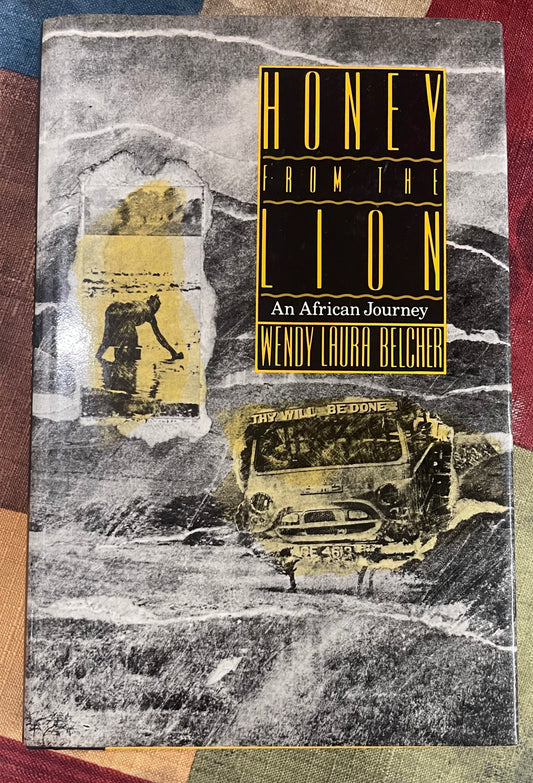 HONEY
FROM THE
LION
An African Journey
WENDY LAURA BELCHER
THY WILL BE DONE